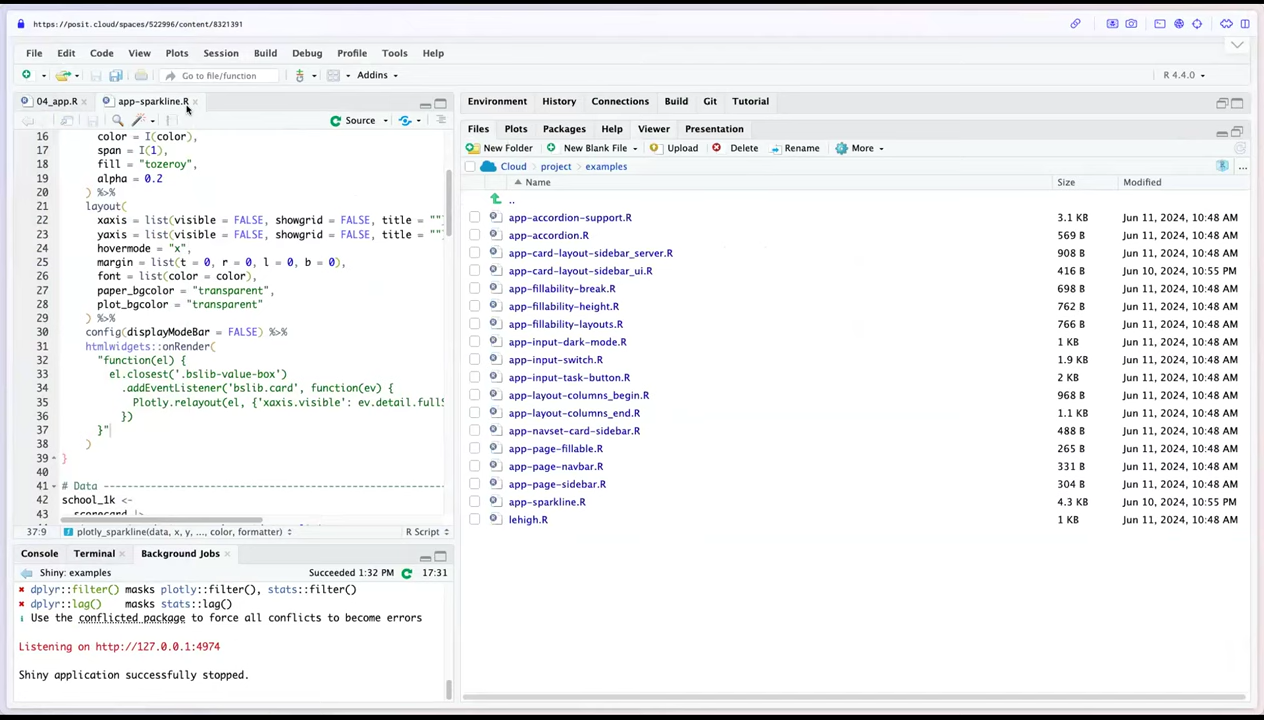 https://posit.cloud/spaces/522996/content/8321391
File Edit Code View Plots Session Build Debug Profile Tools Help
Go to file/function Addins R 4.4.0
04_app.R app-sparkline.R
Source
16 color = I(color),
17 span = I(1),
18 fill = "tozeroy",
19 alpha = 0.2
20 ) %>%
21 layout(
22 xaxis = list(visible = FALSE, showgrid = FALSE, title = ""
23 yaxis = list(visible = FALSE, showgrid = FALSE, title = ""
24 hovermode = "x",
25 margin = list(t = 0, r = 0, l = 0, b = 0),
26 font = list(color = color),
27 paper_bgcolor = "transparent",
28 plot_bgcolor = "transparent"
29 ) %>%
30 config(displayModeBar = FALSE) %>%
31 htmlwidgets::onRender(
32 "function(el) {
33 el.closest('.bslib-value-box')
34 .addEventListener('bslib.card', function(ev) {
35 Plotly.relayout(el, {'xaxis.visible': ev.detail.full
36 })
37 }"
38 )
39 }
40
41 # Data
42 school_1k <-
43 scorecard |>
37:9 plotly_sparkline(data, x, y, ..., color, formatter) R Script
Console Terminal Background Jobs
Shiny: examples Succeeded 1:32 PM 17:31
✖ dplyr::filter() masks plotly::filter(), stats::filter()
✖ dplyr::lag() masks stats::lag()
ℹ Use the conflicted package to force all conflicts to become errors
Listening on http://127.0.0.1:4974
Shiny application successfully stopped.
Environment History Connections Build Git Tutorial
Files Plots Packages Help Viewer Presentation
New Folder New Blank File Upload Delete Rename More
Cloud project examples ...
Name Size Modified
..
app-accordion-support.R 3.1 KB Jun 11, 2024, 10:48 AM
app-accordion.R 569 B Jun 11, 2024, 10:48 AM
app-card-layout-sidebar_server.R 908 B Jun 11, 2024, 10:48 AM
app-card-layout-sidebar_ui.R 416 B Jun 10, 2024, 10:55 PM
app-fillability-break.R 698 B Jun 11, 2024, 10:48 AM
app-fillability-height.R 762 B Jun 11, 2024, 10:48 AM
app-fillability-layouts.R 766 B Jun 11, 2024, 10:48 AM
app-input-dark-mode.R 1 KB Jun 11, 2024, 10:48 AM
app-input-switch.R 1.9 KB Jun 11, 2024, 10:48 AM
app-input-task-button.R 2 KB Jun 11, 2024, 10:48 AM
app-layout-columns_begin.R 968 B Jun 11, 2024, 10:48 AM
app-layout-columns_end.R 1.1 KB Jun 11, 2024, 10:48 AM
app-navset-card-sidebar.R 488 B Jun 11, 2024, 10:48 AM
app-page-fillable.R 265 B Jun 11, 2024, 10:48 AM
app-page-navbar.R 331 B Jun 11, 2024, 10:48 AM
app-page-sidebar.R 304 B Jun 11, 2024, 10:48 AM
app-sparkline.R 4.3 KB Jun 10, 2024, 10:55 PM
lehigh.R 1 KB Jun 11, 2024, 10:48 AM